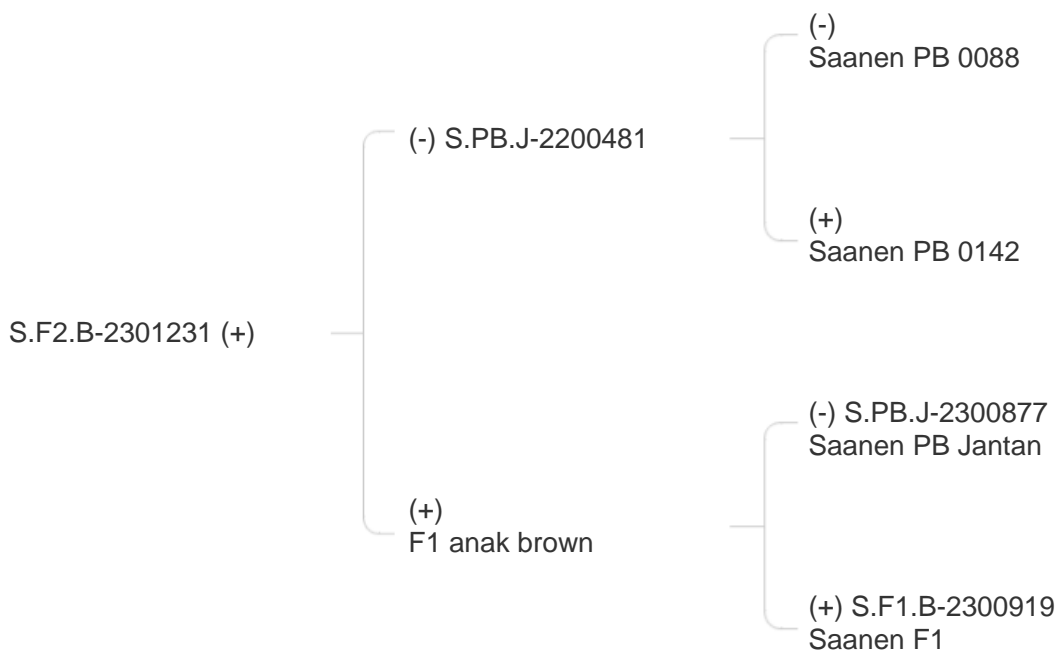 (-)
Saanen PB 0088
(-) S.PB.J-2200481
(+)
Saanen PB 0142
S.F2.B-2301231 (+)
(-) S.PB.J-2300877
Saanen PB Jantan
(+)
F1 anak brown
(+) S.F1.B-2300919
Saanen F1